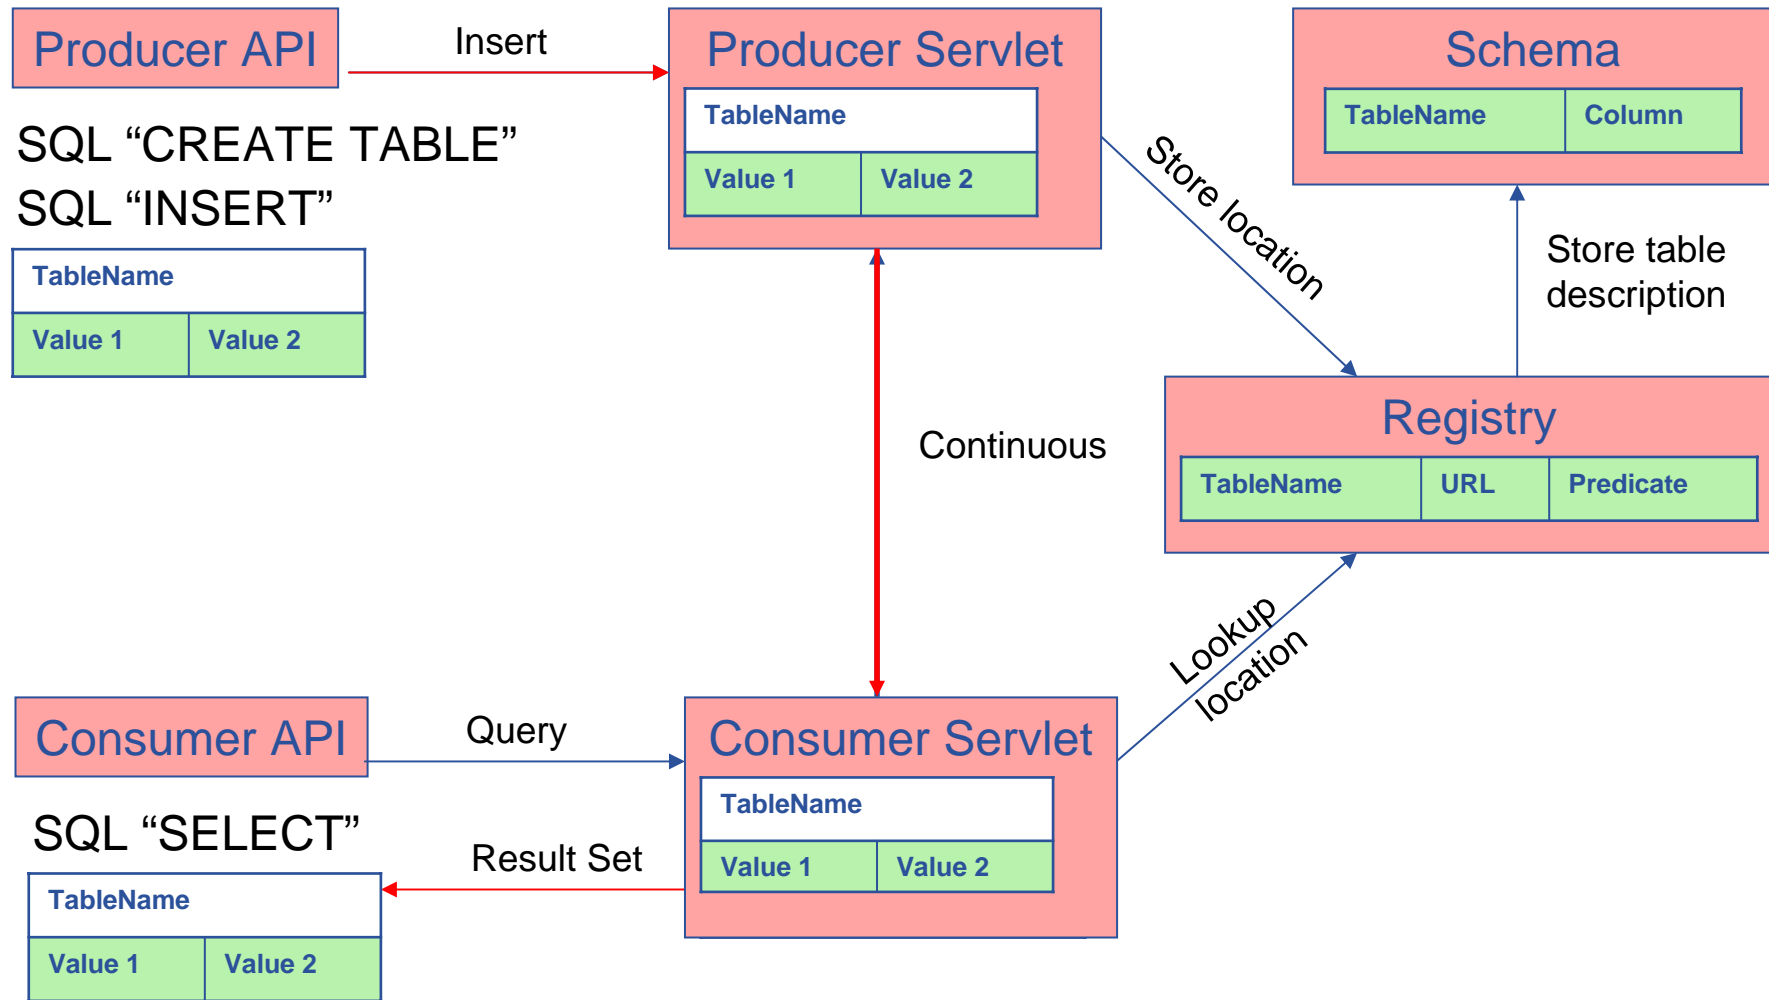 Producer API
Insert
Producer Servlet
TableName
Value 1 Value 2
Schema
TableName Column
SQL “CREATE TABLE”
SQL “INSERT”
TableName
Value 1 Value 2
Store location
Store table
description
Continuous
Registry
TableName URL Predicate
Lookup
location
Consumer API
Query
Consumer Servlet
TableName
Value 1 Value 2
SQL “SELECT”
Result Set
TableName
Value 1 Value 2